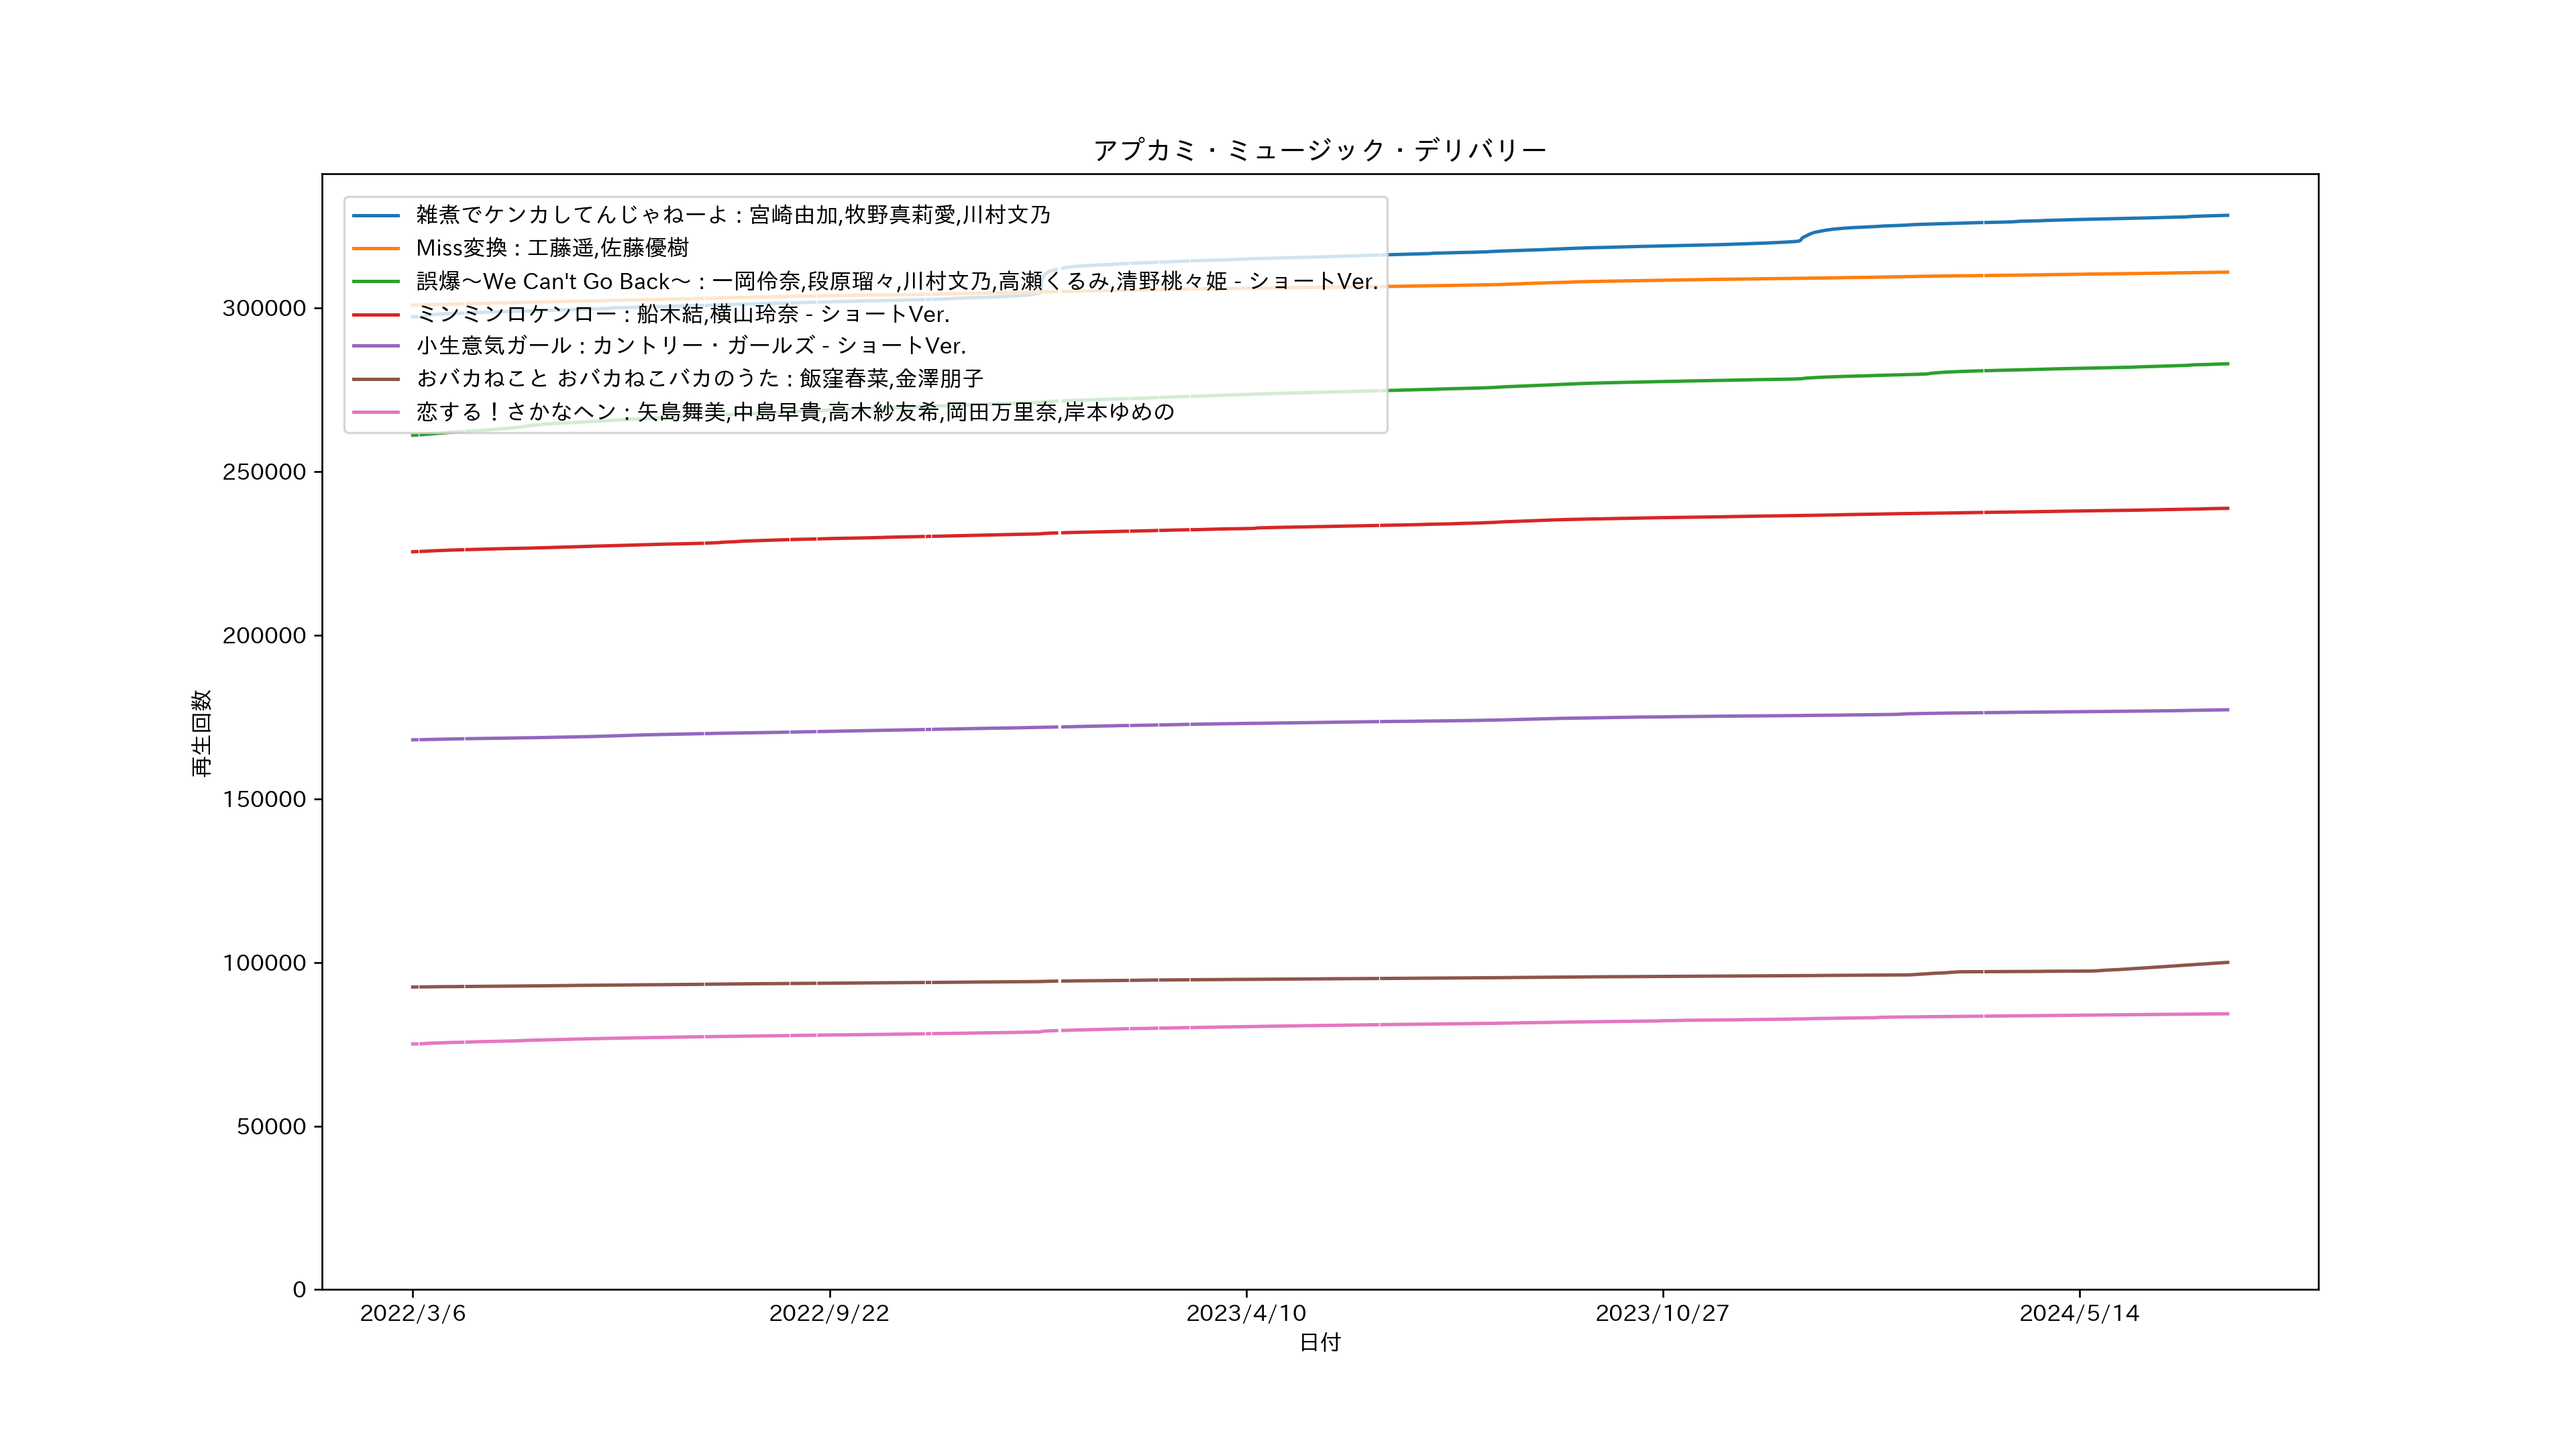 アプカミ・ミュージック・デリバリー
雑煮でケンカしてんじゃねーよ : 宮崎由加,牧野真莉愛,川村文乃
Miss変換 : 工藤遥,佐藤優樹
誤爆～We Can't Go Back～ : 一岡伶奈,段原瑠々,川村文乃,高瀬くるみ,清野桃々姫 - ショートVer.
ミンミンロケンロー : 船木結,横山玲奈 - ショートVer.
小生意気ガール : カントリー・ガールズ - ショートVer.
おバカねこと おバカねこバカのうた : 飯窪春菜,金澤朋子
恋する！さかなヘン : 矢島舞美,中島早貴,高木紗友希,岡田万里奈,岸本ゆめの
300000
250000
200000
150000
100000
50000
0
再生回数
2022/3/6
2022/9/22
2023/4/10
2023/10/27
2024/5/14
日付